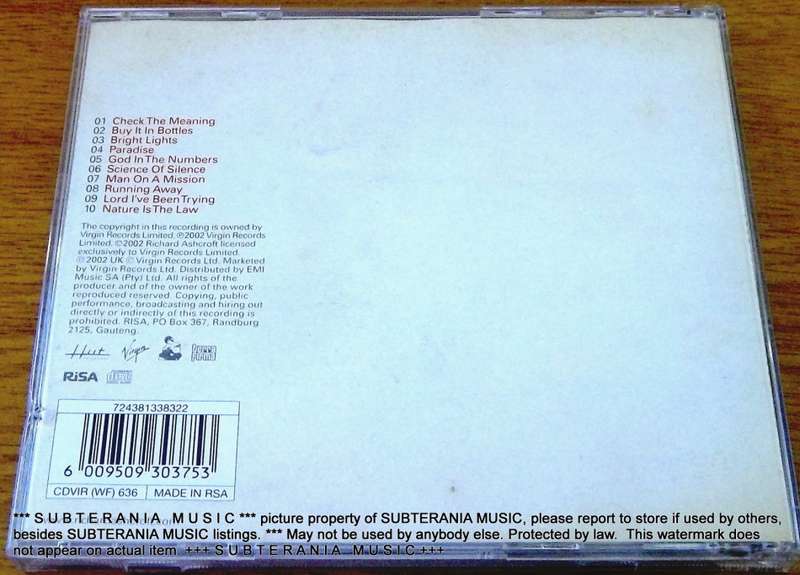 01 Check The Meaning
02 Buy It In Bottles
03 Bright Lights
04 Paradise
05 God In The Numbers
06 Science Of Silence
07 Man On A Mission
08 Running Away
09 Lord I've Been Trying
10 Nature Is The Law
The copyright in this recording is owned by
Virgin Records Limited. ℗2002 Virgin Records
Limited. ©2002 Richard Ashcroft licensed
exclusively to Virgin Records Limited.
℗2002 UK © Virgin Records Ltd. Marketed
by Virgin Records Ltd. Distributed by EMI
Music SA (Pty) Ltd. All rights of the
producer and of the owner of the work
reproduced reserved. Copying, public
performance, broadcasting and hiring out
directly or indirectly of this recording is
prohibited. RISA, PO Box 367, Randburg
2125, Gauteng.
Hut Virgin
RiSA disc
724381338322
6 009509 303753
CDVIR (WF) 636 MADE IN RSA
*** S U B T E R A N I A M U S I C *** picture property of SUBTERANIA MUSIC, please report to store if used by others,
besides SUBTERANIA MUSIC listings. *** May not be used by anybody else. Protected by law. This watermark does
not appear on actual item +++ S U B T E R A N I A M U S I C +++